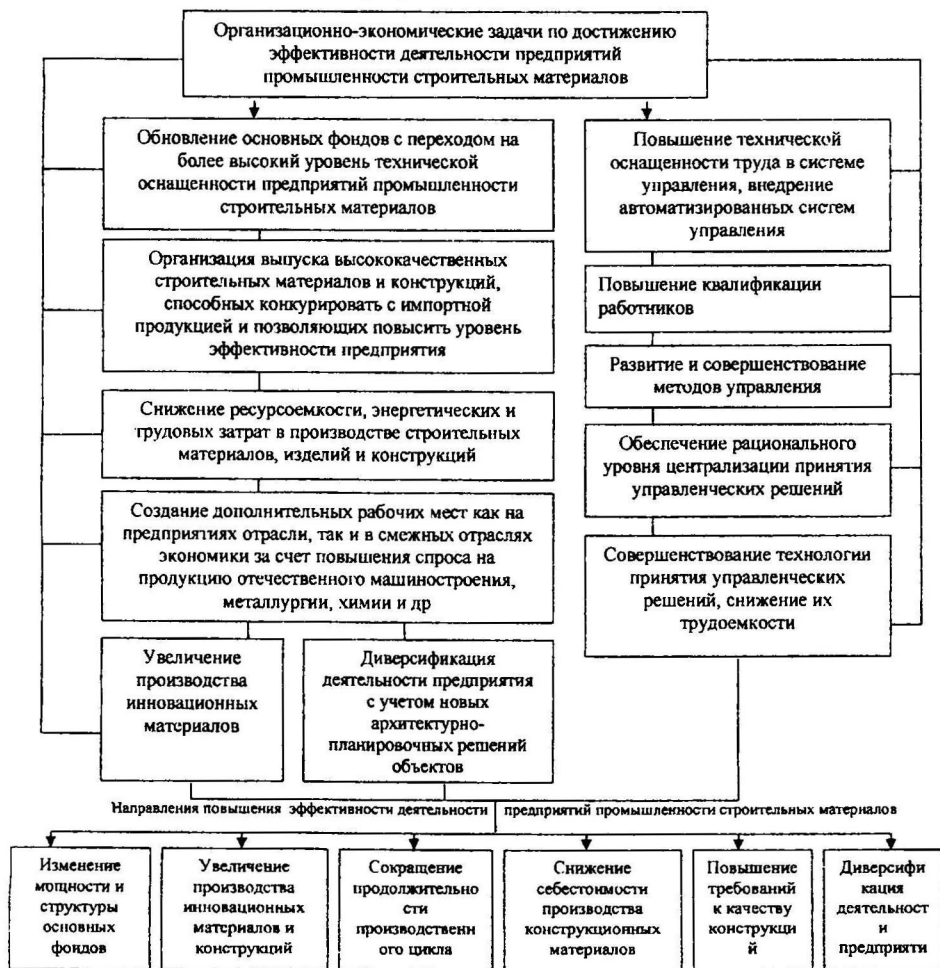 Организационно-экономические задачи по достижению
эффективности деятельности предприятий
промышленности строительных материалов
Обновление основных фондов с переходом на
более высокий уровень технической
оснащенности предприятий промышленности
строительных материалов
Организация выпуска высококачественных
строительных материалов и конструкций,
способных конкурировать с импортной
продукцией и позволяющих повысить уровень
эффективности предприятия
Снижение ресурсоемкости, энергетических и
трудовых затрат в производстве строительных
материалов, изделий и конструкций
Создание дополнительных рабочих мест как на
предприятиях отрасли, так и в смежных отраслях
экономики за счет повышения спроса на
продукцию отечественного машиностроения,
металлургии, химии и др
Увеличение
производства
инновационных
материалов
Диверсификация
деятельности предприятия
с учетом новых
архитектурно-
планировочных решений
объектов
Повышение технической
оснащенности труда в системе
управления, внедрение
автоматизированных систем
управления
Повышение квалификации
работников
Развитие и совершенствование
методов управления
Обеспечение рационального
уровня централизации принятия
управленческих решений
Совершенствование технологии
принятия управленческих
решений, снижение их
трудоемкости
Направления повышения эффективности деятельности предприятий промышленности строительных материалов
Изменение
мощности и
структуры
основных
фондов
Увеличение
производства
инновационных
материалов и
конструкций
Сокращение
продолжительно
сти
производственн
ого цикла
Снижение
себестоимости
производства
конструкционных
материалов
Повышение
требований
к качеству
конструкци
й
Диверсифи
кация
деятельност
и
предприяти